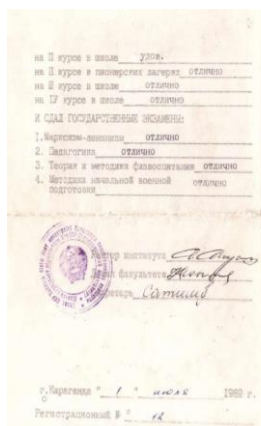 на II курсе в школе удов.
на II курсе в пионерских лагерях отлично
на III курсе в школе отлично
на IV курсе в школе отлично
И СДАЛ ГОСУДАРСТВЕННЫЕ ЭКЗАМЕНЫ:
1. Марксизм-ленинизм отлично
2. Педагогика отлично
3. Теория и методика физвоспитания отлично
4. Методика начальной военной отлично
подготовки
Ректор института
Декан факультета
Секретарь
г. Караганда " 1 " июля 1989 г.
Регистрационный № " 12